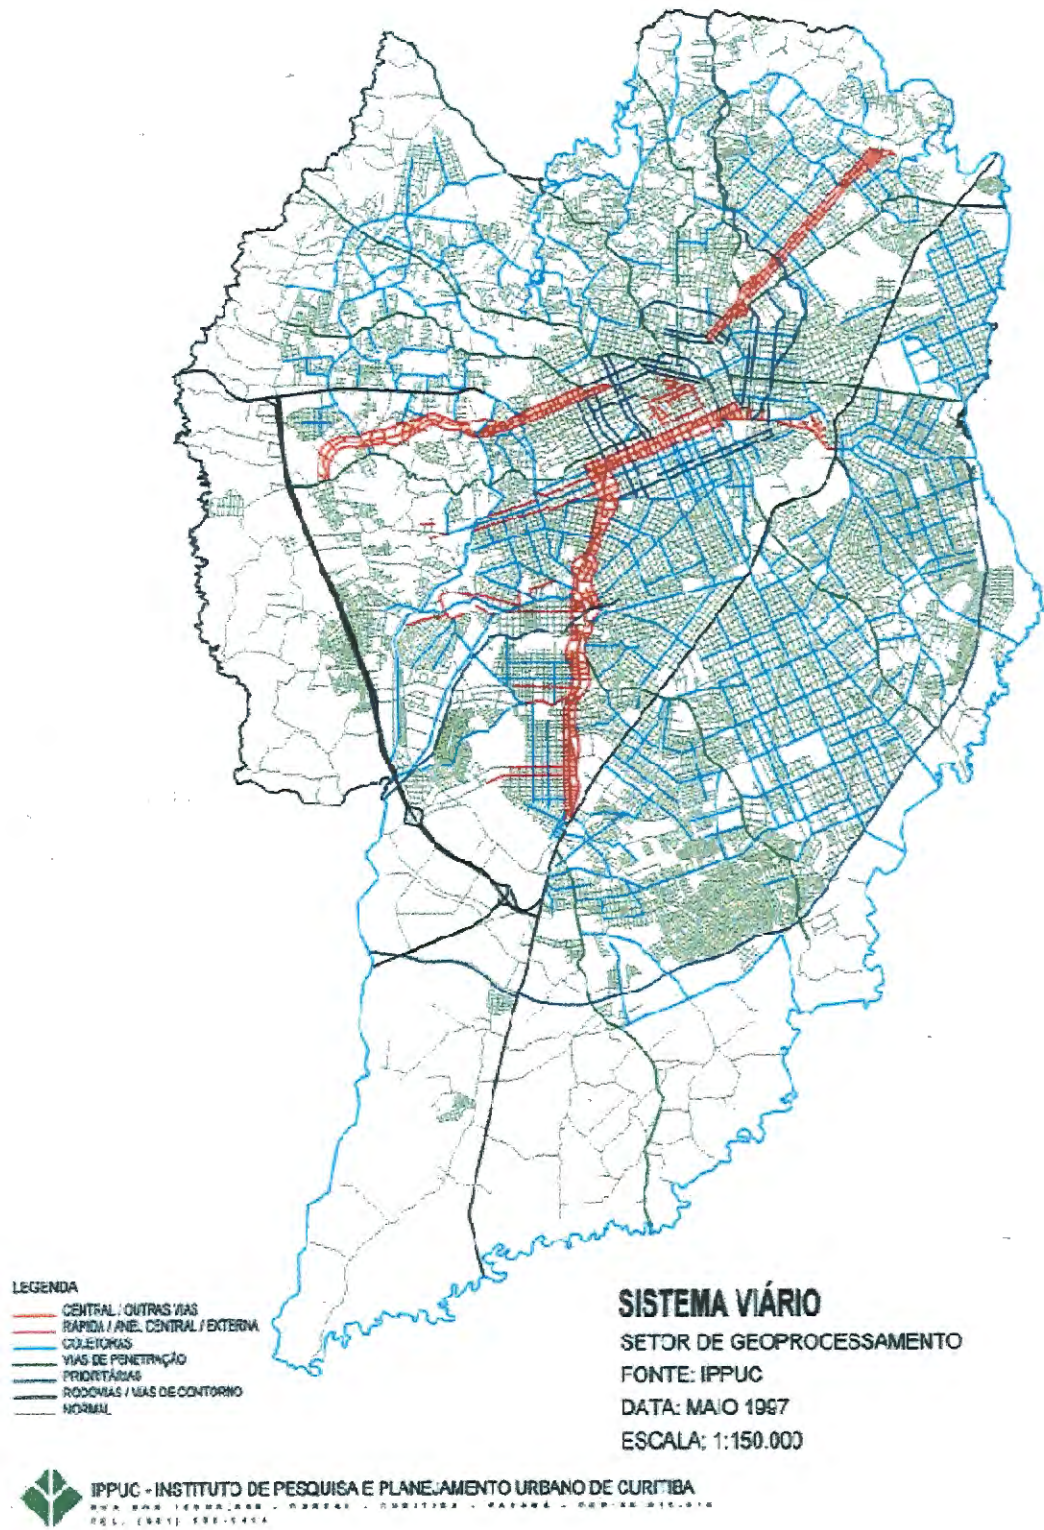 LEGENDA
CENTRAL / OUTRAS VIAS
RÁPIDA / ANEL CENTRAL / EXTERNA
COLETORAS
VIAS DE PENETRAÇÃO
PRIORITÁRIAS
RODOVIAS / VIAS DE CONTORNO
NORMAL
SISTEMA VIÁRIO
SETOR DE GEOPROCESSAMENTO
FONTE: IPPUC
DATA: MAIO 1997
ESCALA: 1:150.000
IPPUC - INSTITUTO DE PESQUISA E PLANEJAMENTO URBANO DE CURITIBA